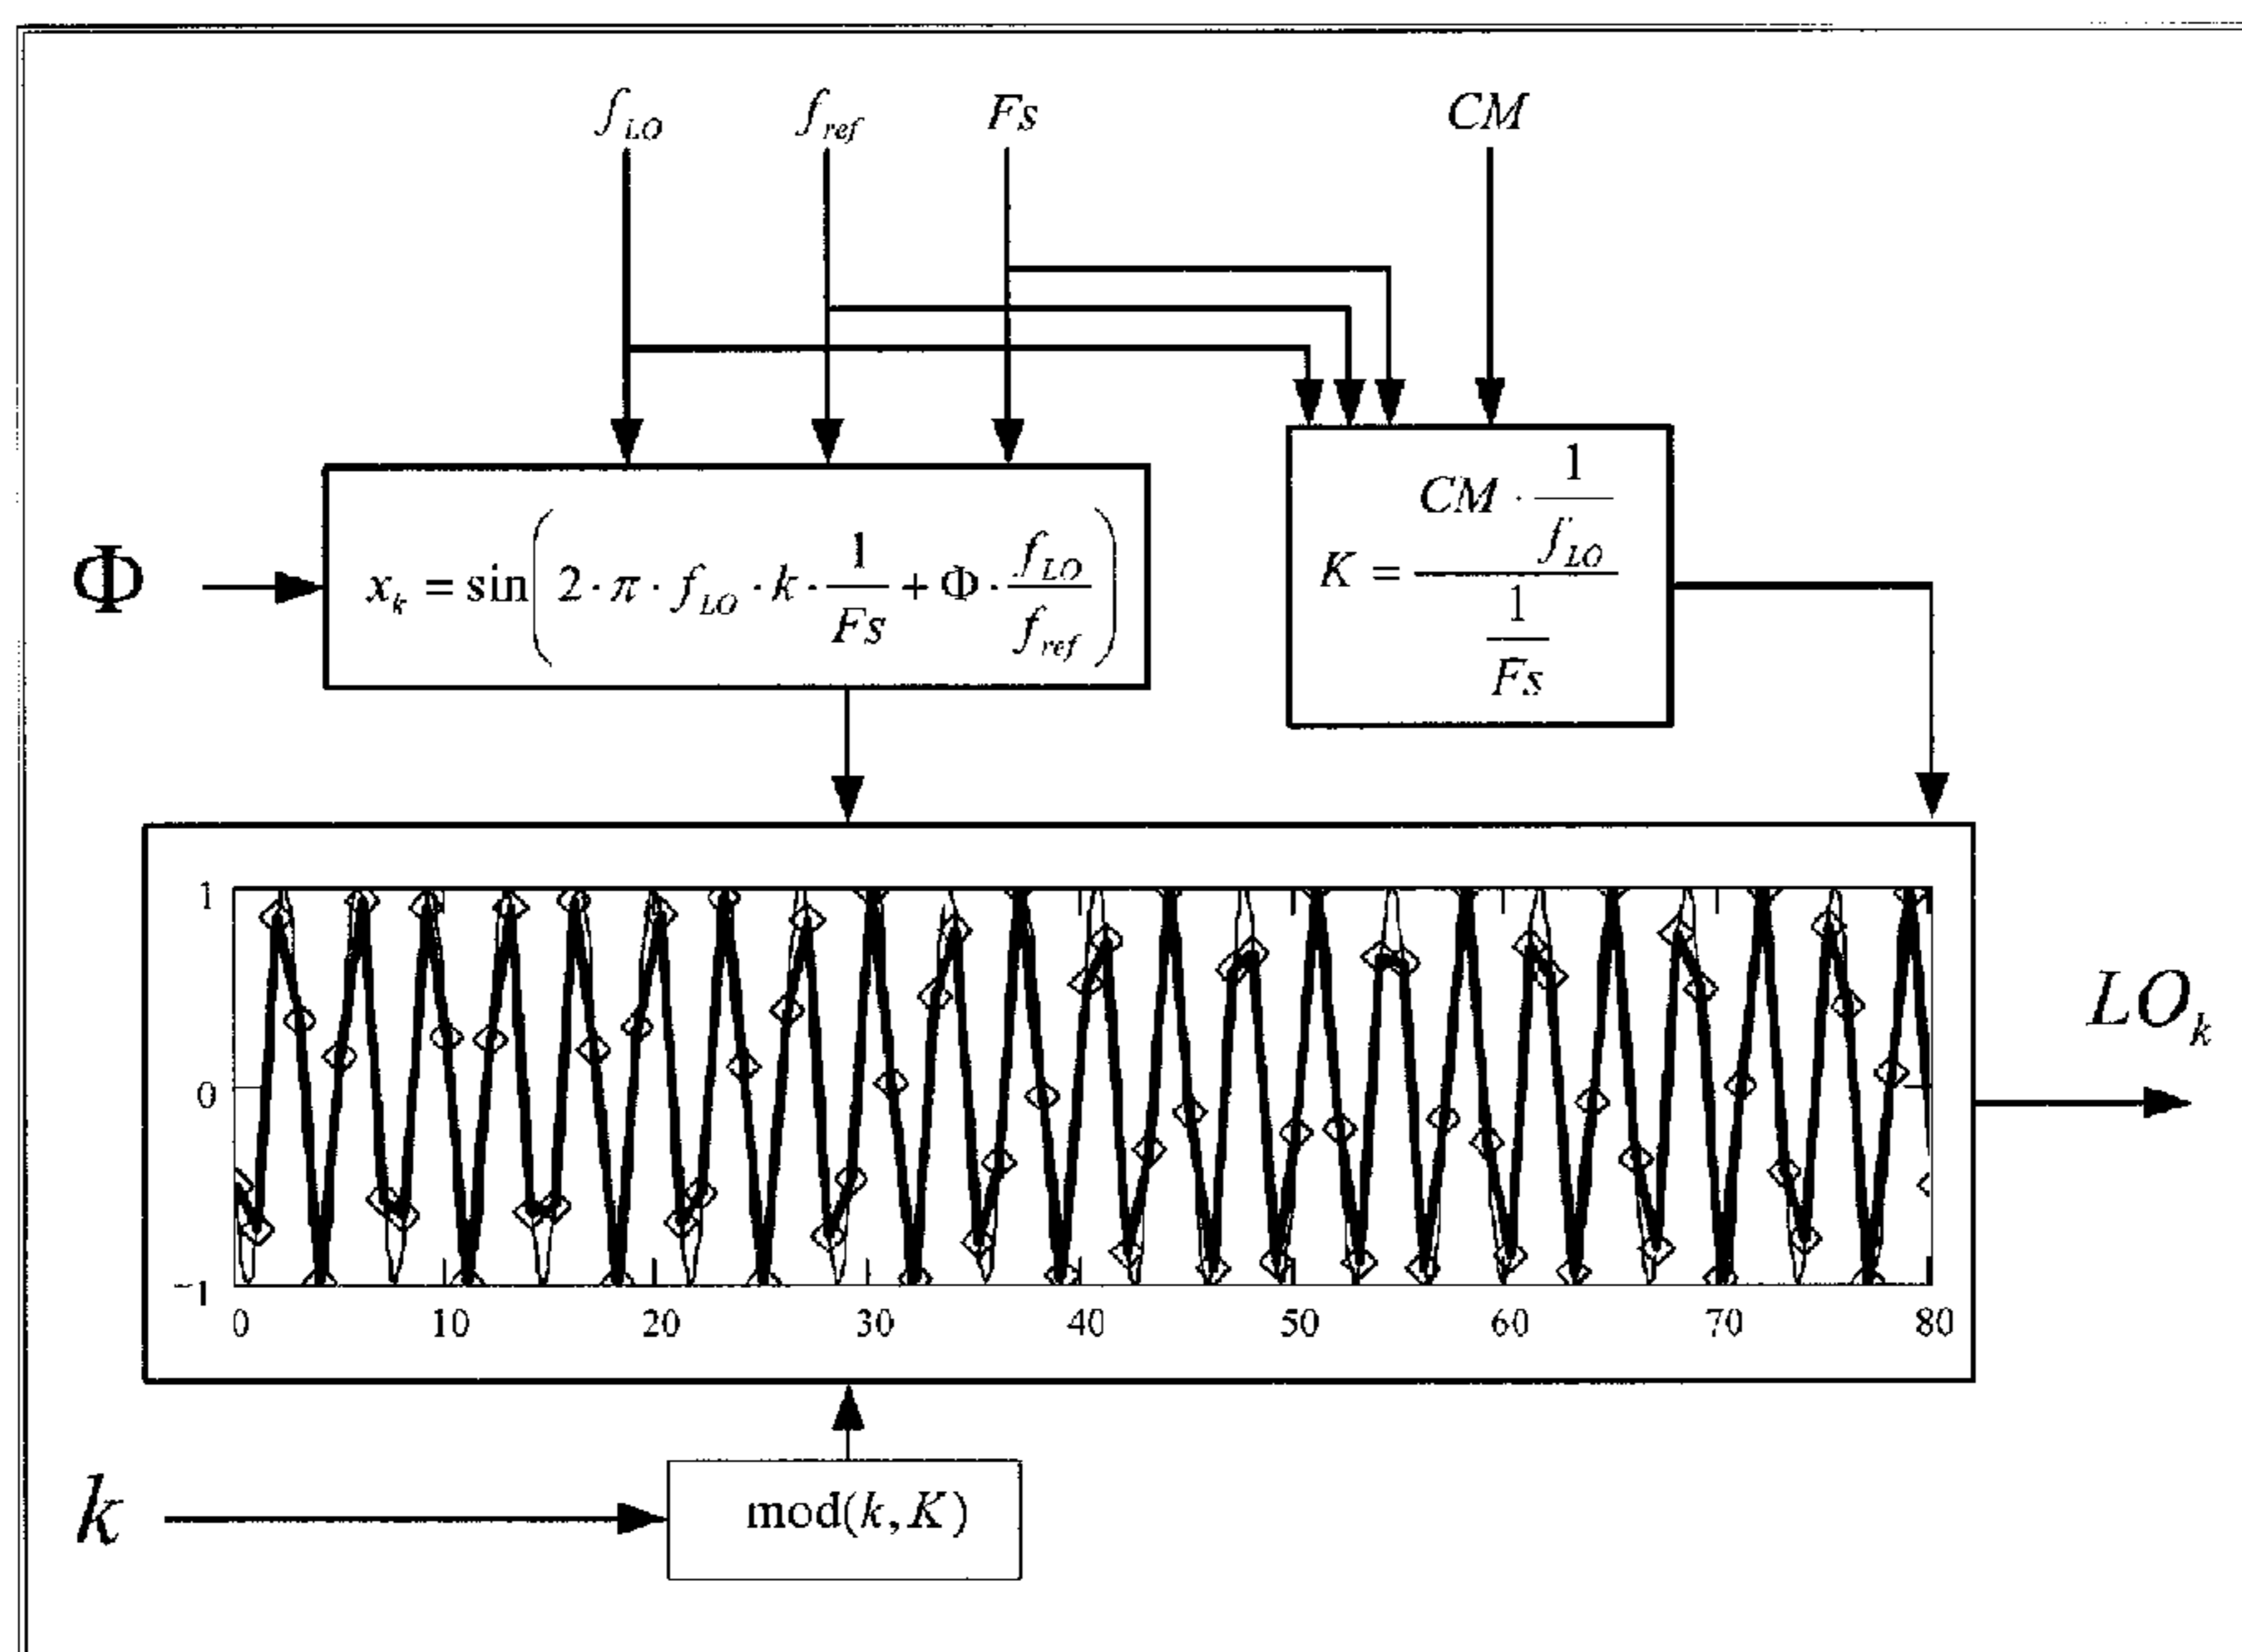 f_LO f_ref Fs CM
Φ
x_k = sin( 2 · π · f_LO · k · 1/Fs + Φ · f_LO/f_ref )
K = (CM · 1/f_LO) / (1/Fs)
1
0
−1
0 10 20 30 40 50 60 70 80
LO_k
k
mod(k, K)